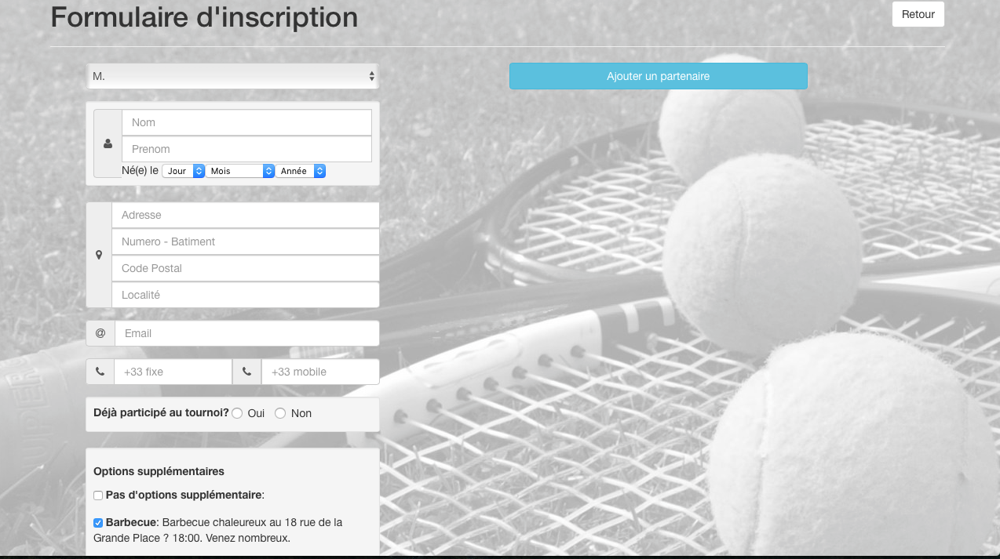 Formulaire d'inscription
Retour
M.
Ajouter un partenaire
Nom
Prenom
Né(e) le Jour Mois Année
Adresse
Numero - Batiment
Code Postal
Localité
@ Email
+33 fixe +33 mobile
Déjà participé au tournoi? Oui Non
Options supplémentaires
Pas d'options supplémentaire:
Barbecue: Barbecue chaleureux au 18 rue de la
Grande Place ? 18:00. Venez nombreux.